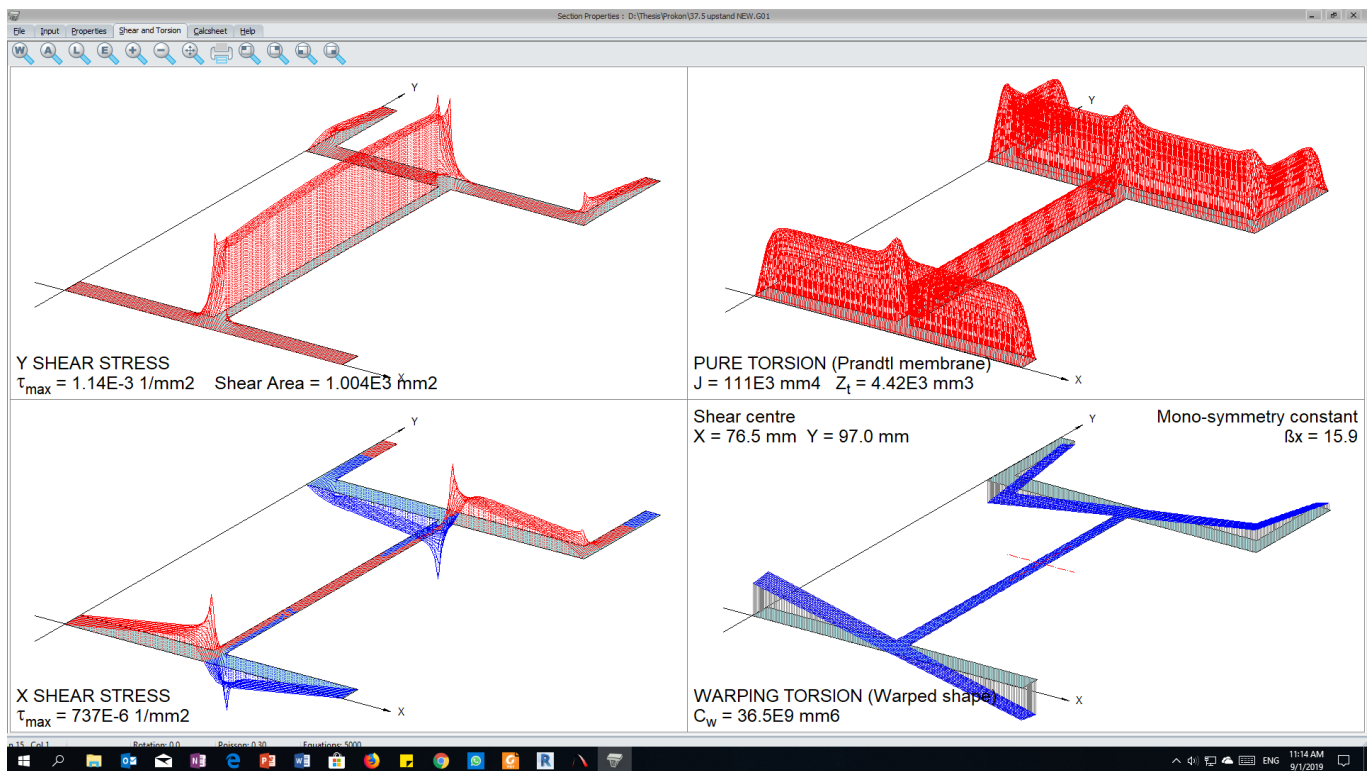 Section Properties : D:\Thesis\Prokon\37.5 upstand NEW.G01
File Input Properties Shear and Torsion Calcsheet Help
W A L E
Y
Y SHEAR STRESS
τmax = 1.14E-3 1/mm2 Shear Area = 1.004E3 mm2
X
Y
PURE TORSION (Prandtl membrane)
J = 111E3 mm4 Zt = 4.42E3 mm3
X
Y
X SHEAR STRESS
τmax = 737E-6 1/mm2
X
Shear centre
X = 76.5 mm Y = 97.0 mm
Mono-symmetry constant
ßx = 15.9
Y
WARPING TORSION (Warped shape)
Cw = 36.5E9 mm6
X
Rotation: 0.0 Poisson: 0.30 Equations: 5000
ENG
11:14 AM
9/1/2019